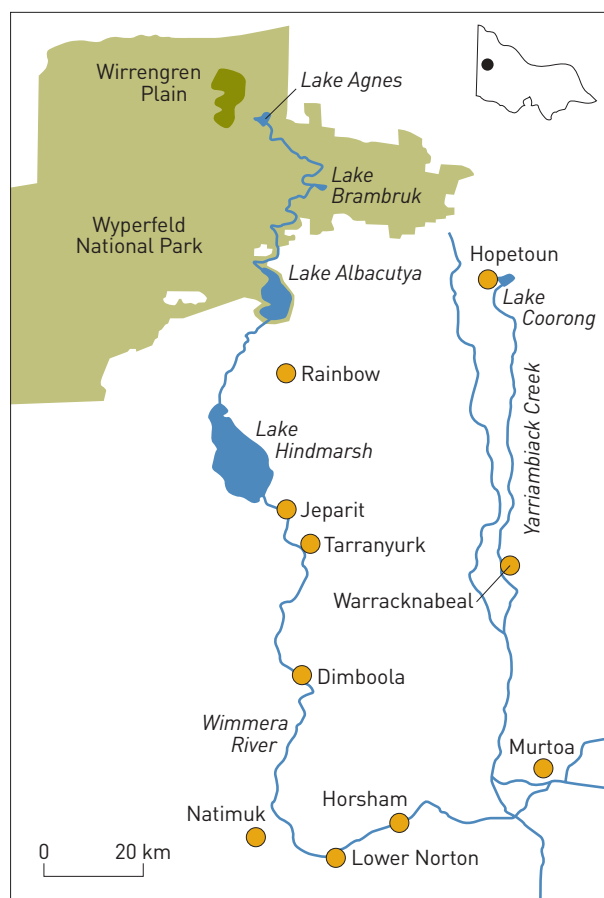 Wirrengren
Plain
Lake Agnes
Lake
Brambruk
Wyperfeld
National Park
Hopetoun
Lake Albacutya
Lake
Coorong
Rainbow
Yarriambiack Creek
Lake
Hindmarsh
Jeparit
Tarranyurk
Warracknabeal
Dimboola
Wimmera
River
Murtoa
Natimuk
Horsham
0 20 km
Lower Norton